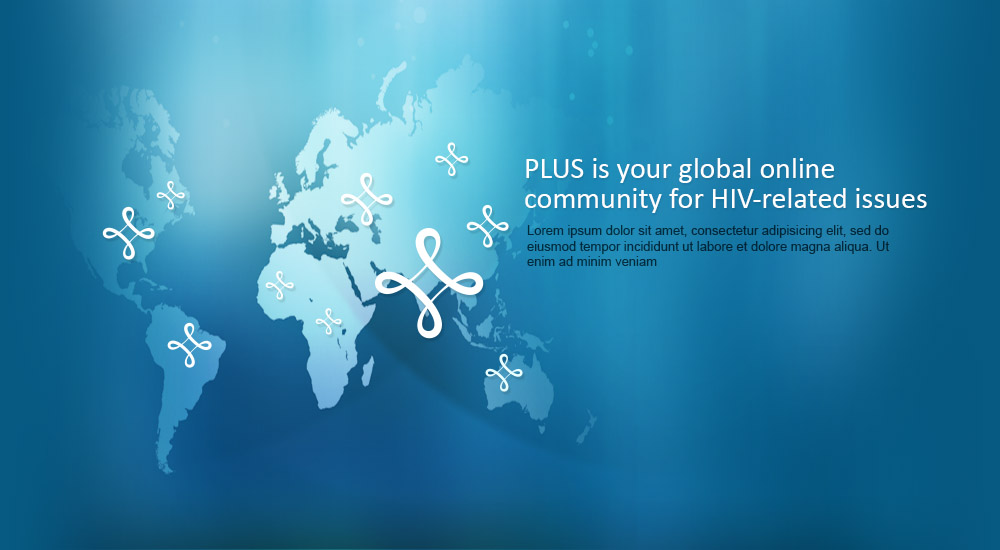 PLUS is your global online
community for HIV-related issues
Lorem ipsum dolor sit amet, consectetur adipisicing elit, sed do
eiusmod tempor incididunt ut labore et dolore magna aliqua. Ut
enim ad minim veniam